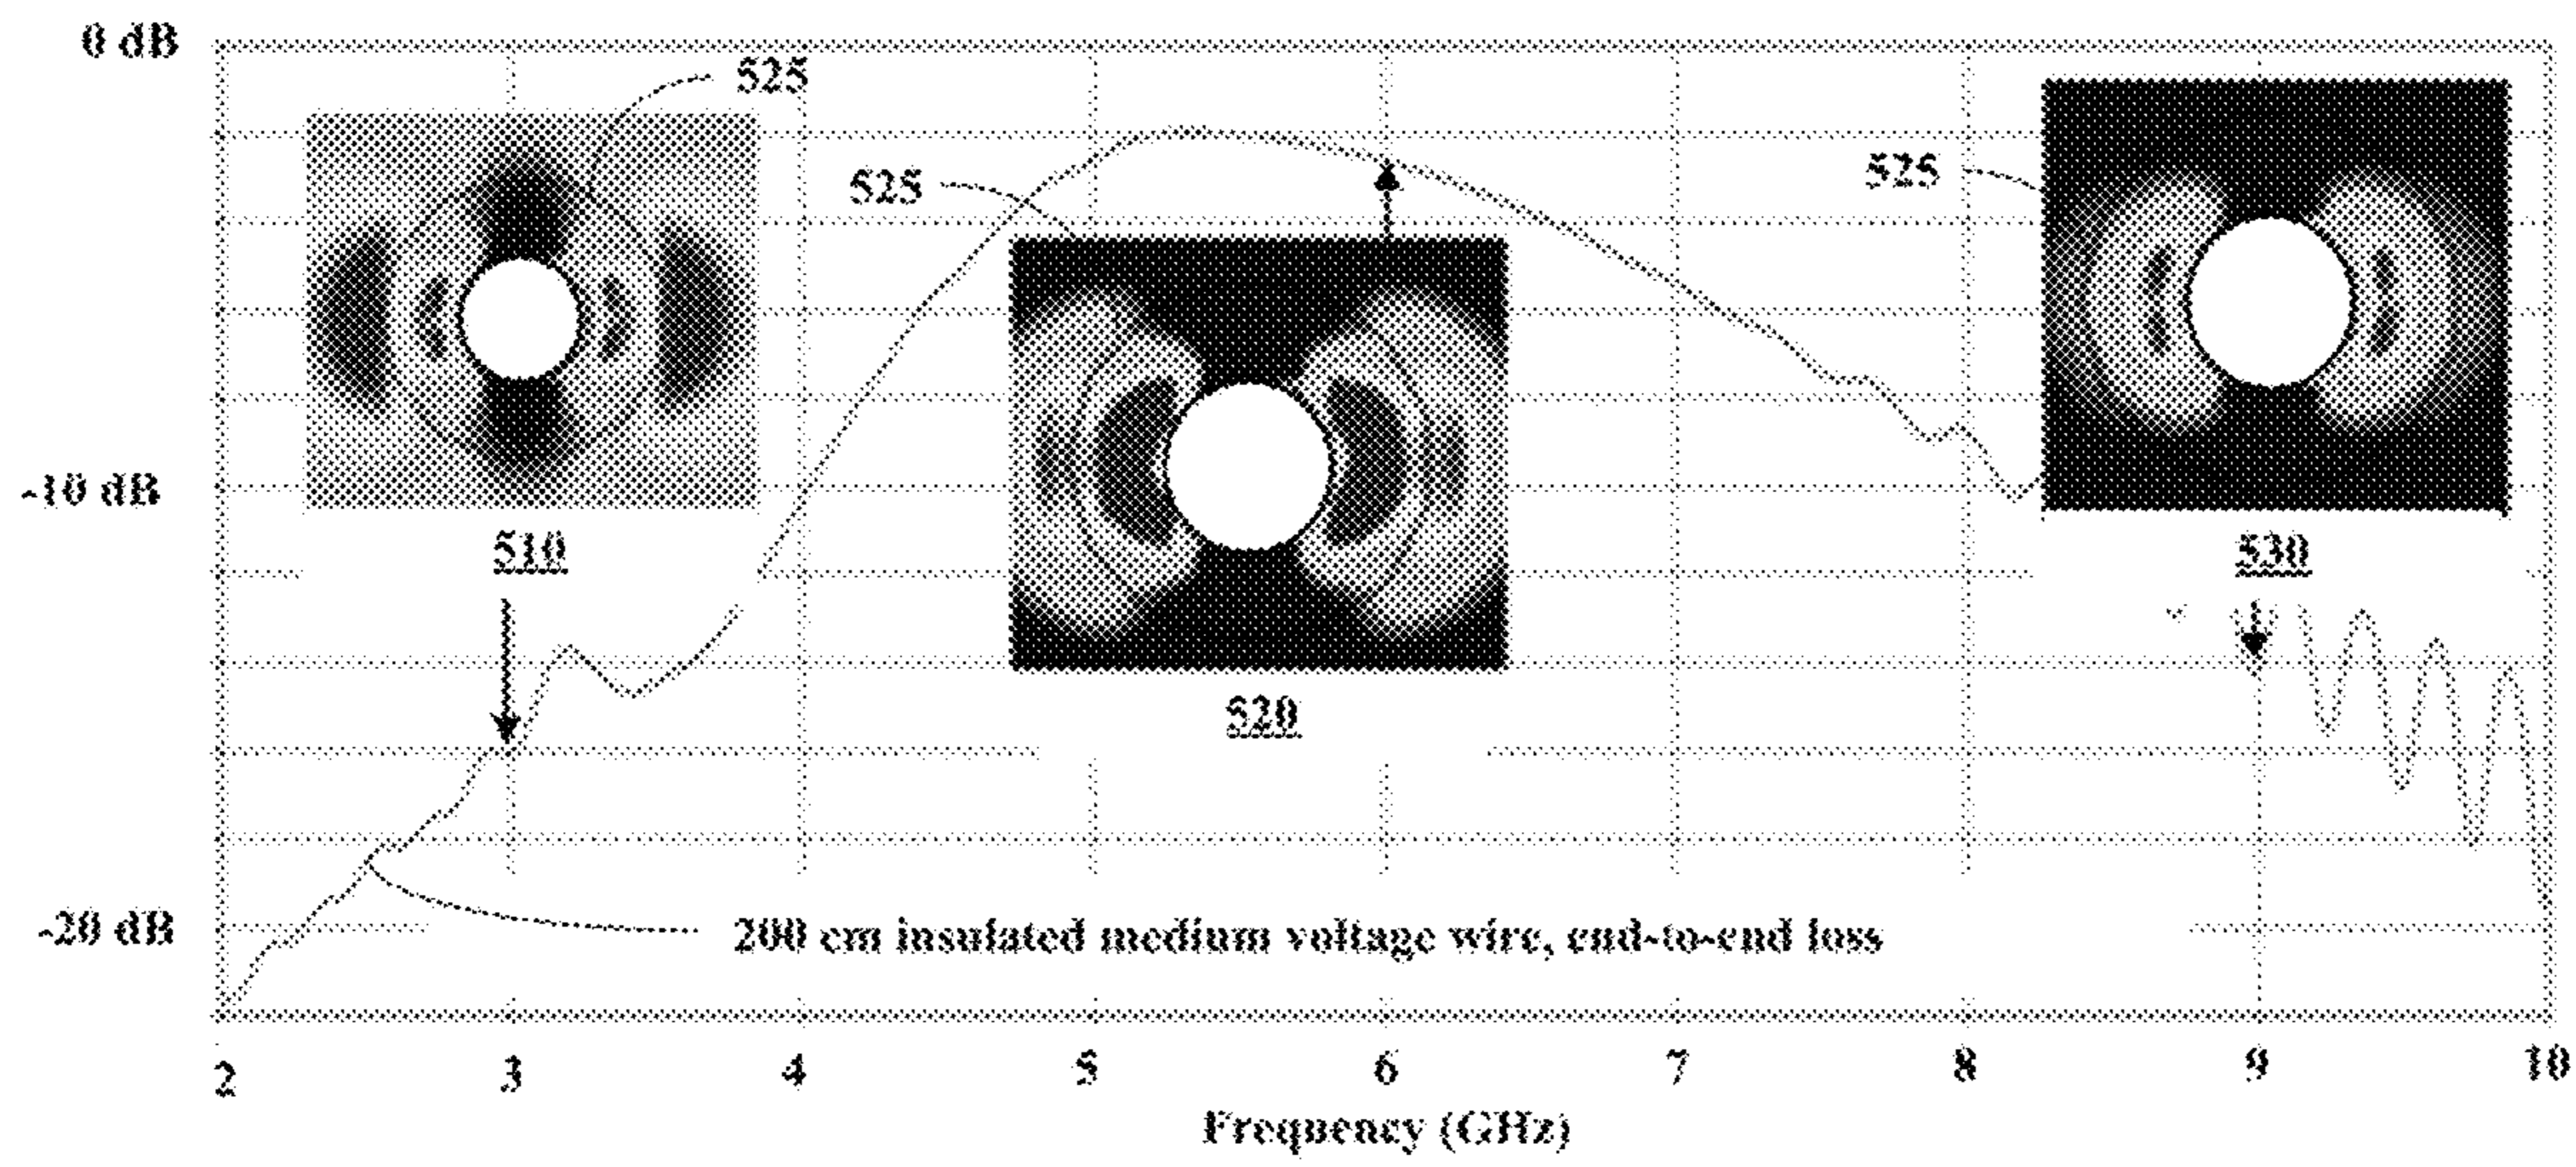 0 dB
525
525
525
-10 dB
510
530
520
-20 dB
200 cm insulated medium voltage wire, end-to-end loss
2 3 4 5 6 7 8 9 10
Frequency (GHz)